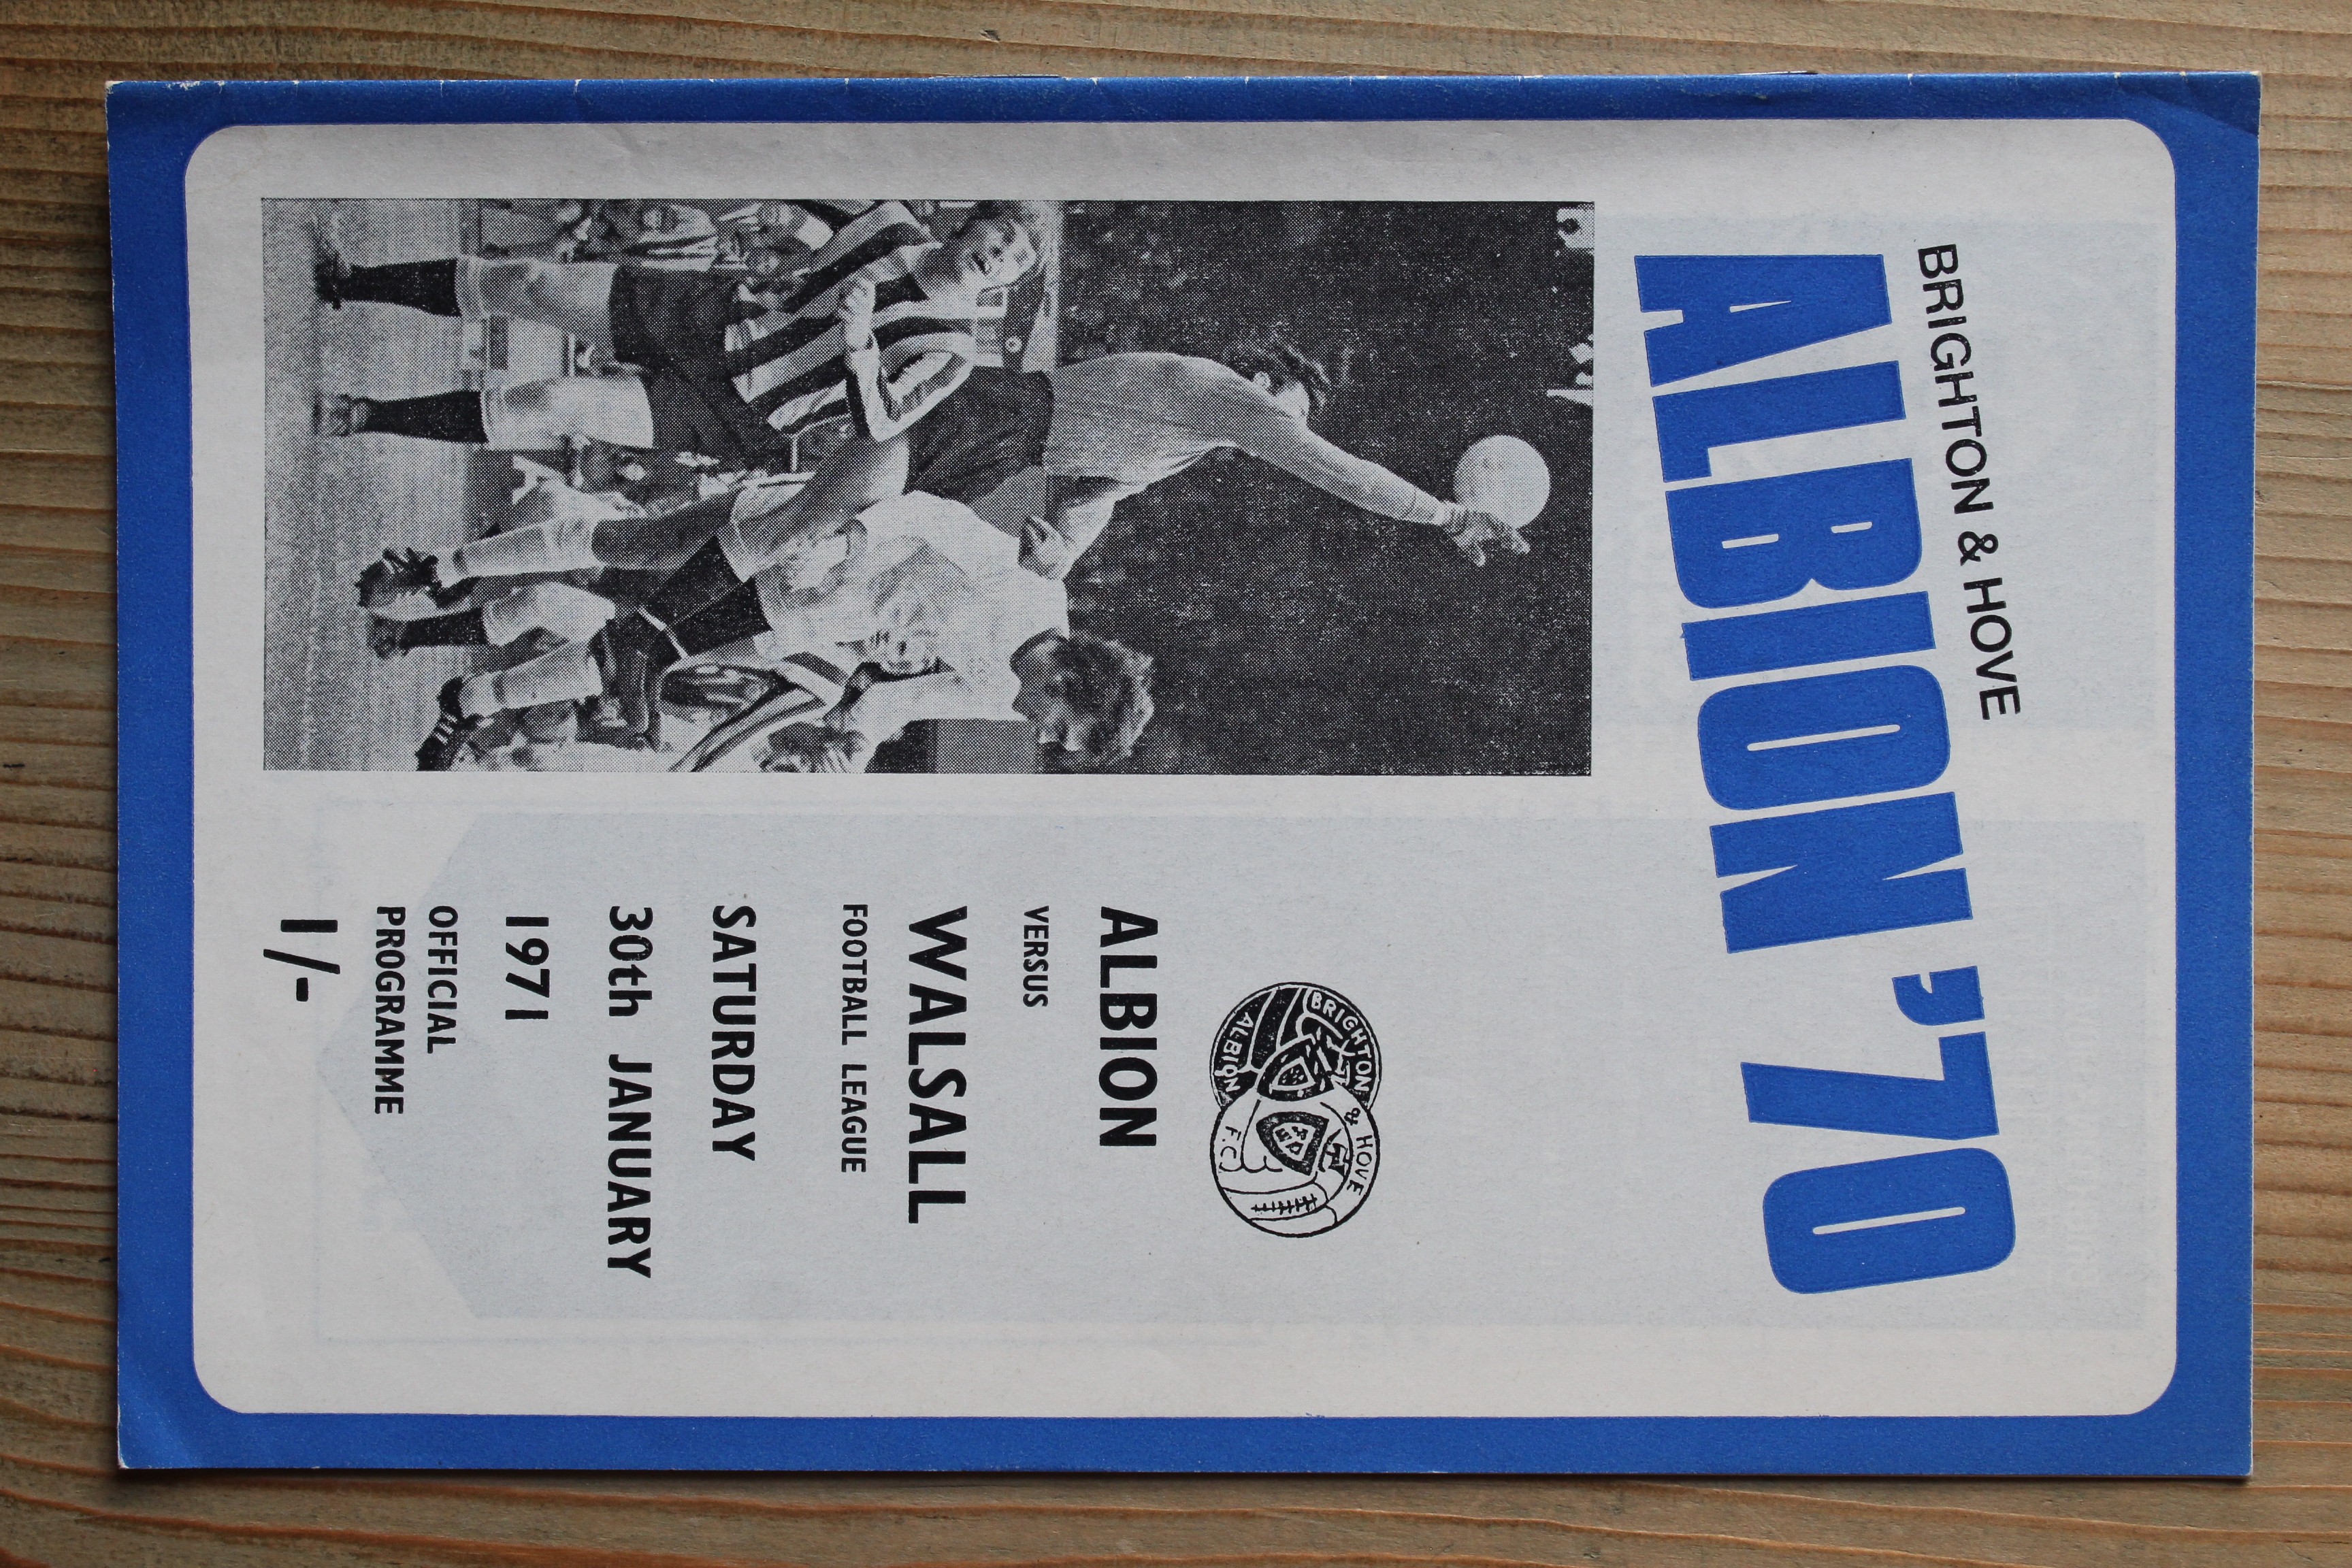 BRIGHTON & HOVE
ALBION '70
BRIGHTON & HOVE
ALBION F.C.
ALBION
VERSUS
WALSALL
FOOTBALL LEAGUE
SATURDAY
30th JANUARY
1971
OFFICIAL
PROGRAMME
1/-